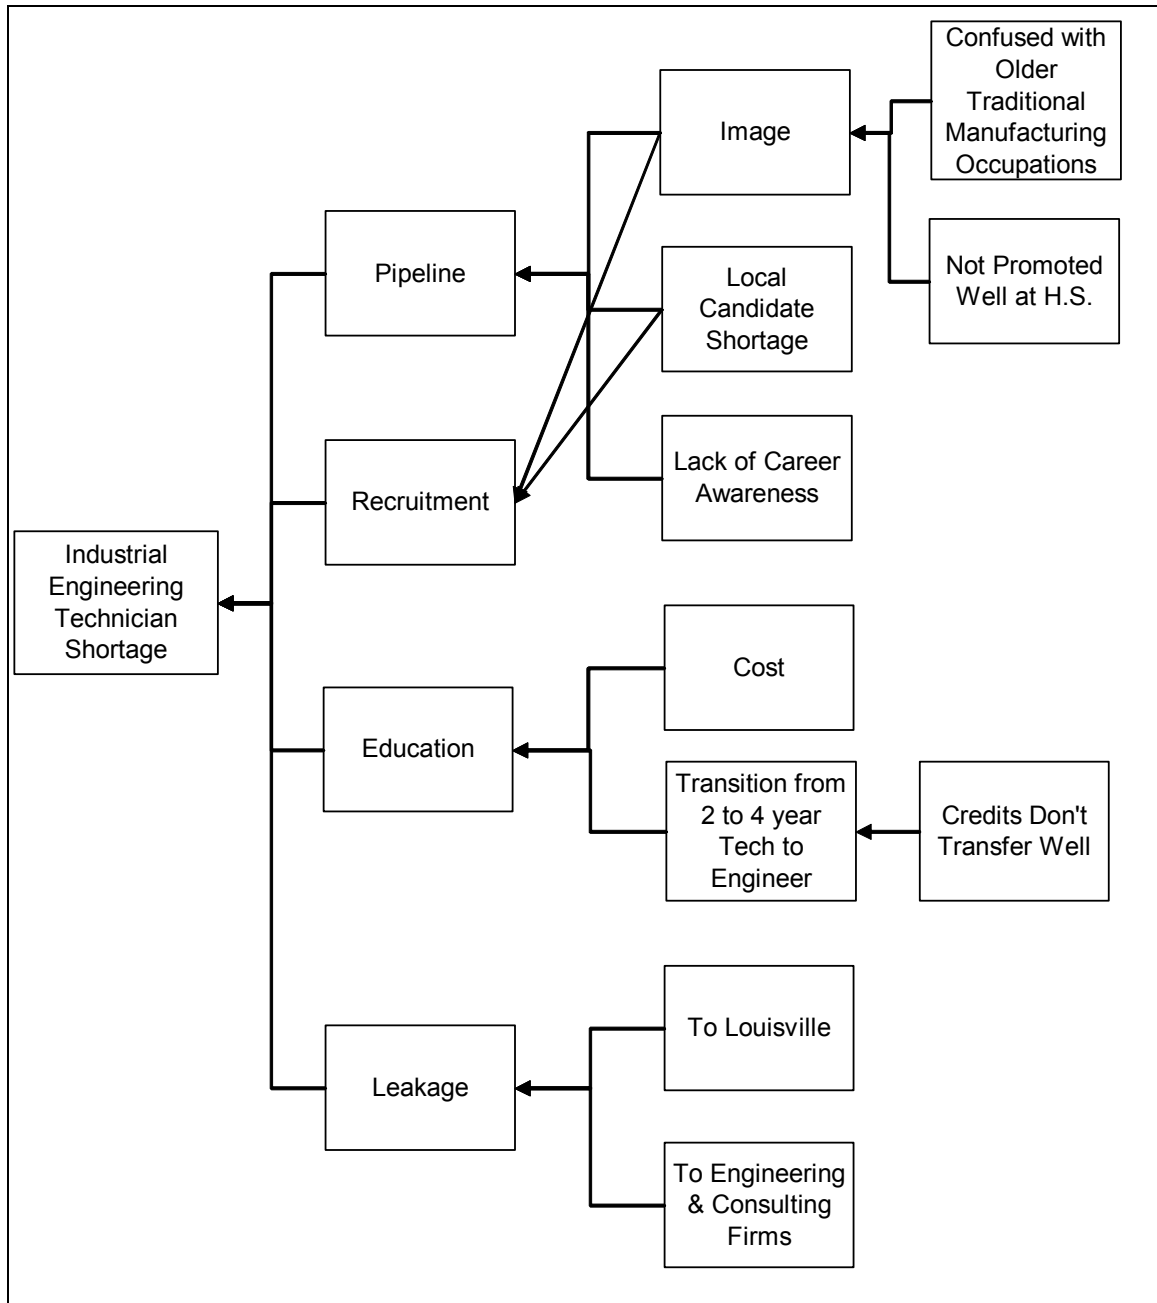 Confused with
Older
Traditional
Manufacturing
Occupations
Image
Not Promoted
Well at H.S.
Pipeline
Local
Candidate
Shortage
Recruitment
Lack of Career
Awareness
Industrial
Engineering
Technician
Shortage
Cost
Education
Transition from
2 to 4 year
Tech to
Engineer
Credits Don't
Transfer Well
To Louisville
Leakage
To Engineering
& Consulting
Firms